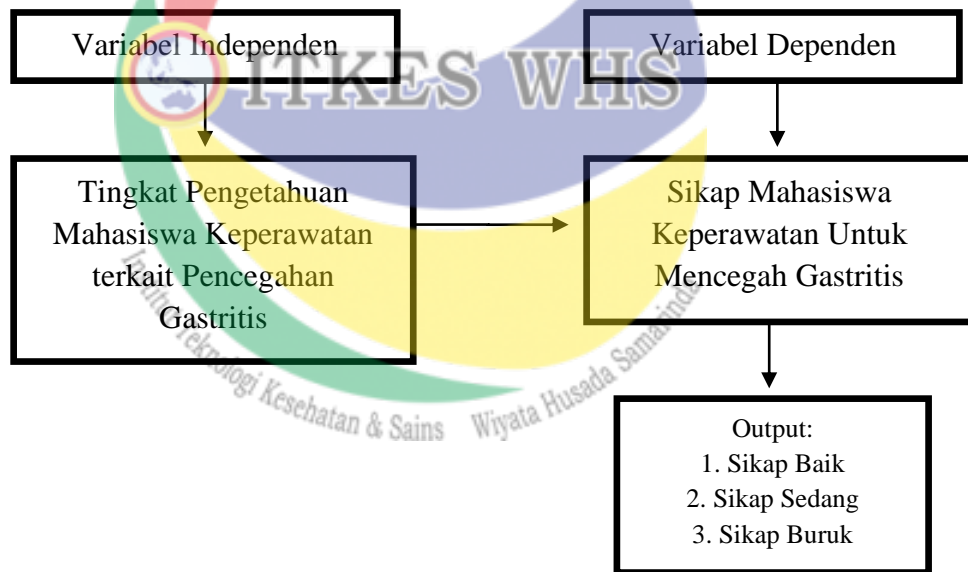 Variabel Independen
Variabel Dependen
ITKES WHS
Tingkat Pengetahuan
Mahasiswa Keperawatan
terkait Pencegahan
Gastritis
Sikap Mahasiswa
Keperawatan Untuk
Mencegah Gastritis
Institut Teknologi Kesehatan & Sains Wiyata Husada Samarinda
Output:
1. Sikap Baik
2. Sikap Sedang
3. Sikap Buruk